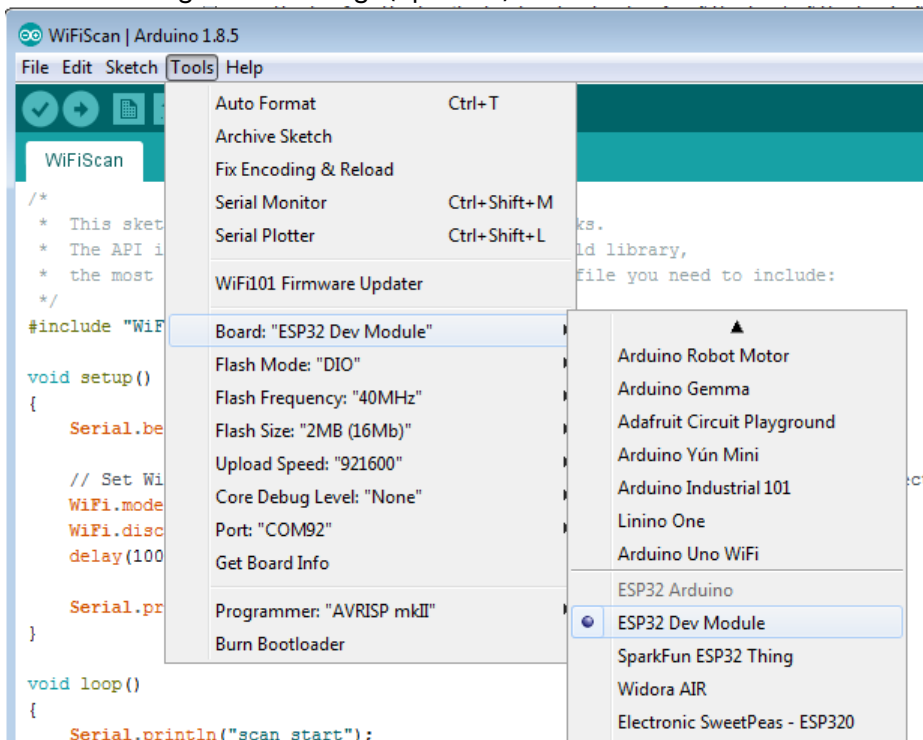 WiFiScan | Arduino 1.8.5
File Edit Sketch Tools Help
WiFiScan
Auto Format Ctrl+T
Archive Sketch
Fix Encoding & Reload
Serial Monitor Ctrl+Shift+M
Serial Plotter Ctrl+Shift+L
WiFi101 Firmware Updater
Board: "ESP32 Dev Module"
Flash Mode: "DIO"
Flash Frequency: "40MHz"
Flash Size: "2MB (16Mb)"
Upload Speed: "921600"
Core Debug Level: "None"
Port: "COM92"
Get Board Info
Programmer: "AVRISP mkII"
Burn Bootloader
Arduino Robot Motor
Arduino Gemma
Adafruit Circuit Playground
Arduino Yún Mini
Arduino Industrial 101
Linino One
Arduino Uno WiFi
ESP32 Arduino
ESP32 Dev Module
SparkFun ESP32 Thing
Widora AIR
Electronic SweetPeas - ESP320
/*
* This sket ks.
* The API i ld library,
* the most file you need to include:
*/
#include "WiF
void setup()
{
Serial.be
// Set Wi
WiFi.mode
WiFi.disc
delay(100
Serial.pr
}
void loop()
{
Serial.println("scan start");